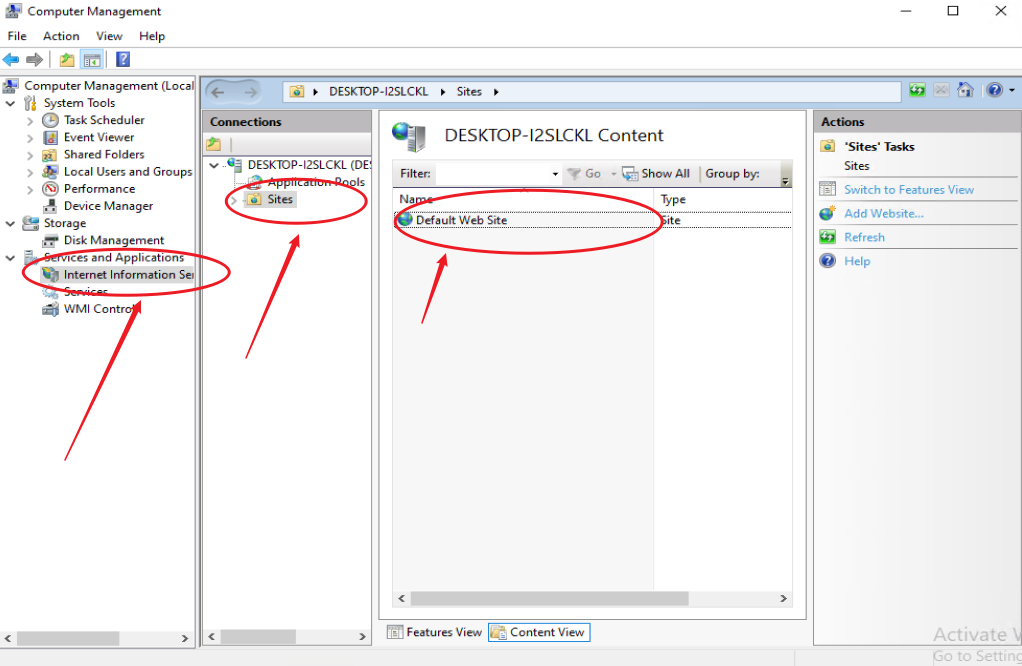 Computer Management
File Action View Help
Computer Management (Local
System Tools
Task Scheduler
Event Viewer
Shared Folders
Local Users and Groups
Performance
Device Manager
Storage
Disk Management
Services and Applications
Internet Information Ser
Services
WMI Control
DESKTOP-I2SLCKL Sites
Connections
DESKTOP-I2SLCKL (DES
Application Pools
Sites
DESKTOP-I2SLCKL Content
Filter: Go Show All Group by:
Name Type
Default Web Site Site
Features View Content View
Actions
'Sites' Tasks
Sites
Switch to Features View
Add Website...
Refresh
Help
Activate W
Go to Setting